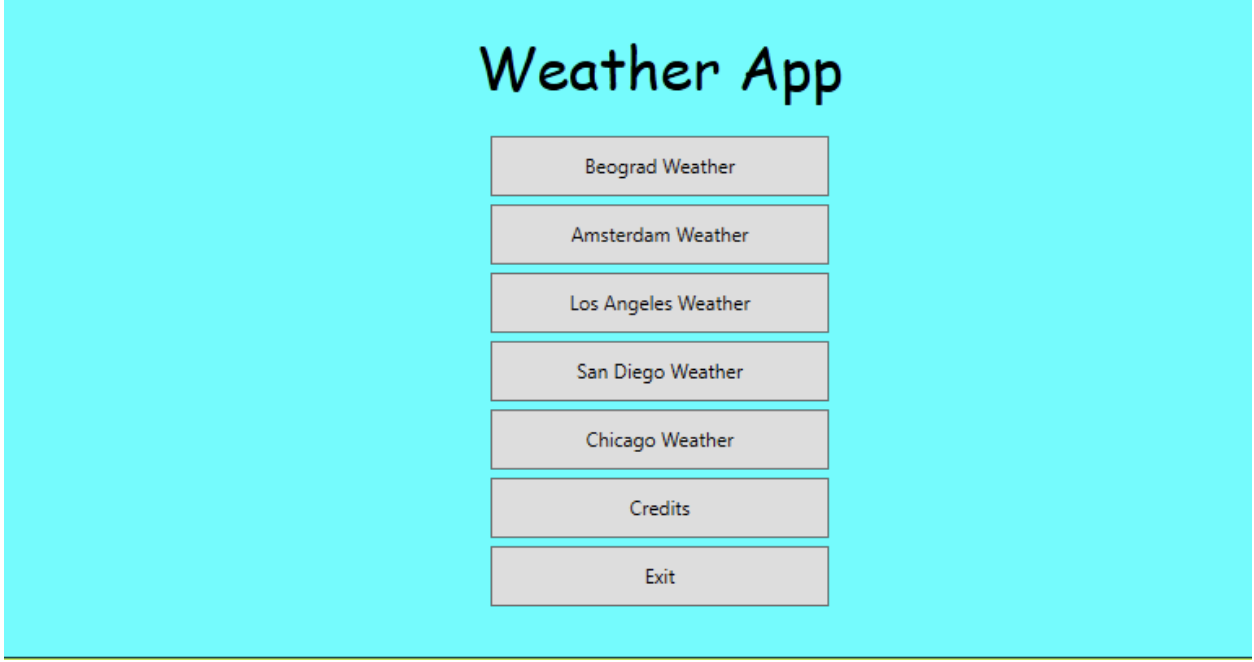 Weather App
Beograd Weather
Amsterdam Weather
Los Angeles Weather
San Diego Weather
Chicago Weather
Credits
Exit